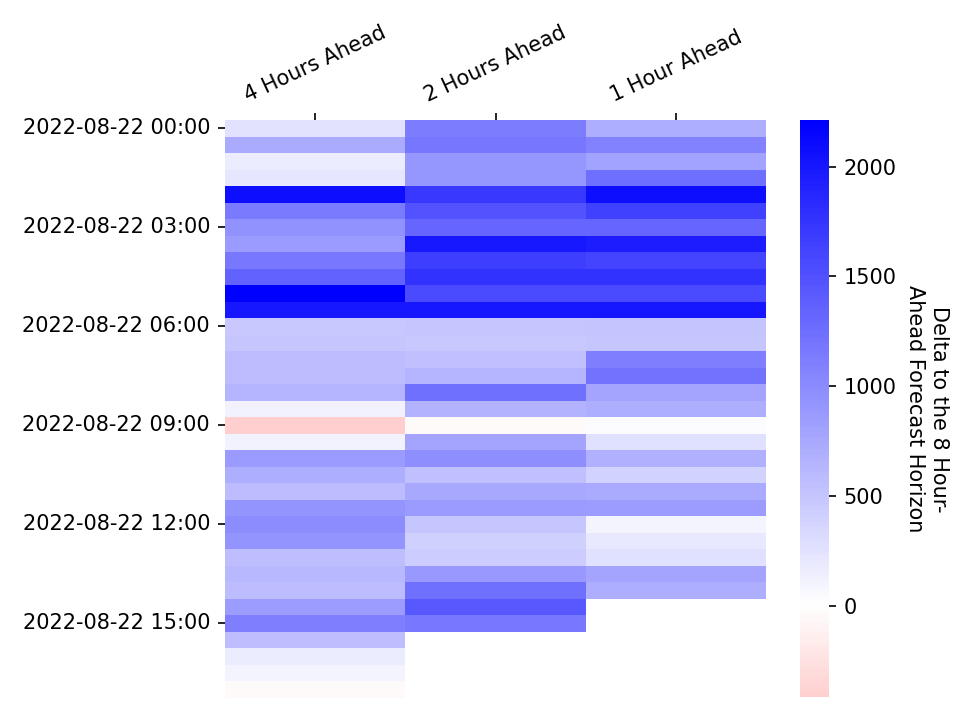 4 Hours Ahead
2 Hours Ahead
1 Hour Ahead
2022-08-22 00:00
2022-08-22 03:00
2022-08-22 06:00
2022-08-22 09:00
2022-08-22 12:00
2022-08-22 15:00
2000
1500
1000
500
0
Delta to the 8 Hour-
Ahead Forecast Horizon